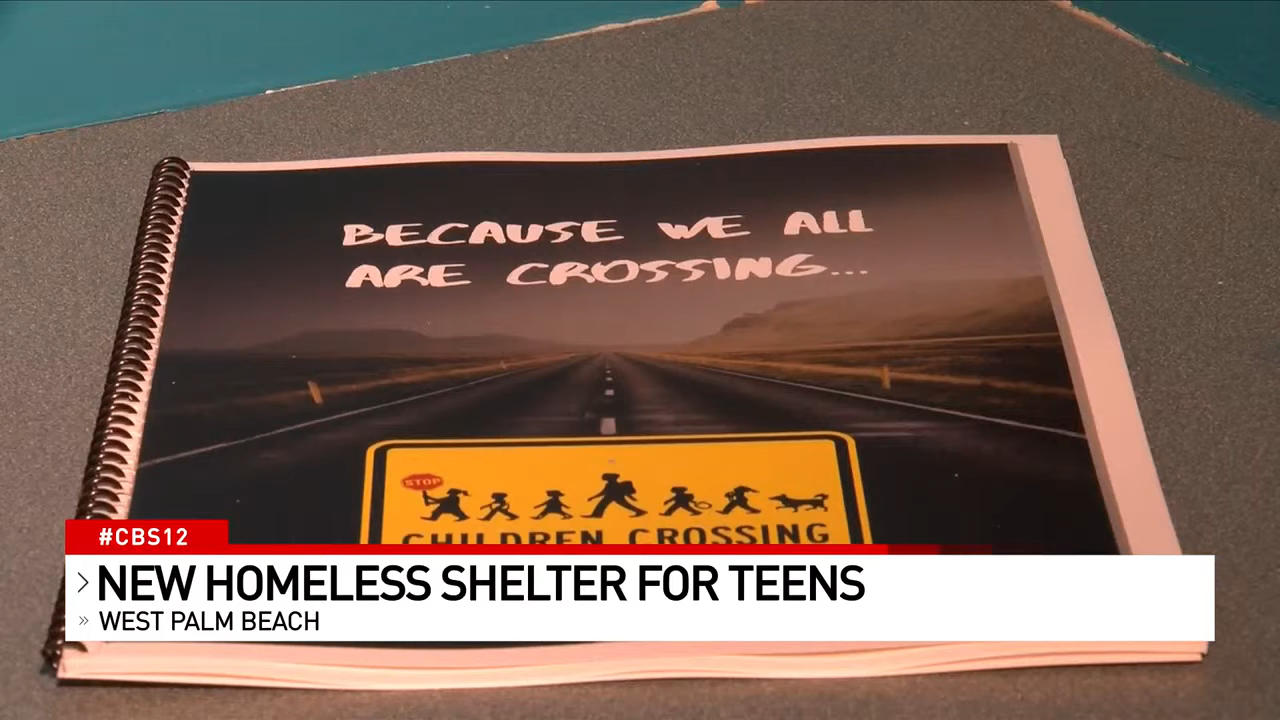 BECAUSE WE ALL
ARE CROSSING...
STOP
CHILDREN CROSSING
#CBS12
NEW HOMELESS SHELTER FOR TEENS
WEST PALM BEACH